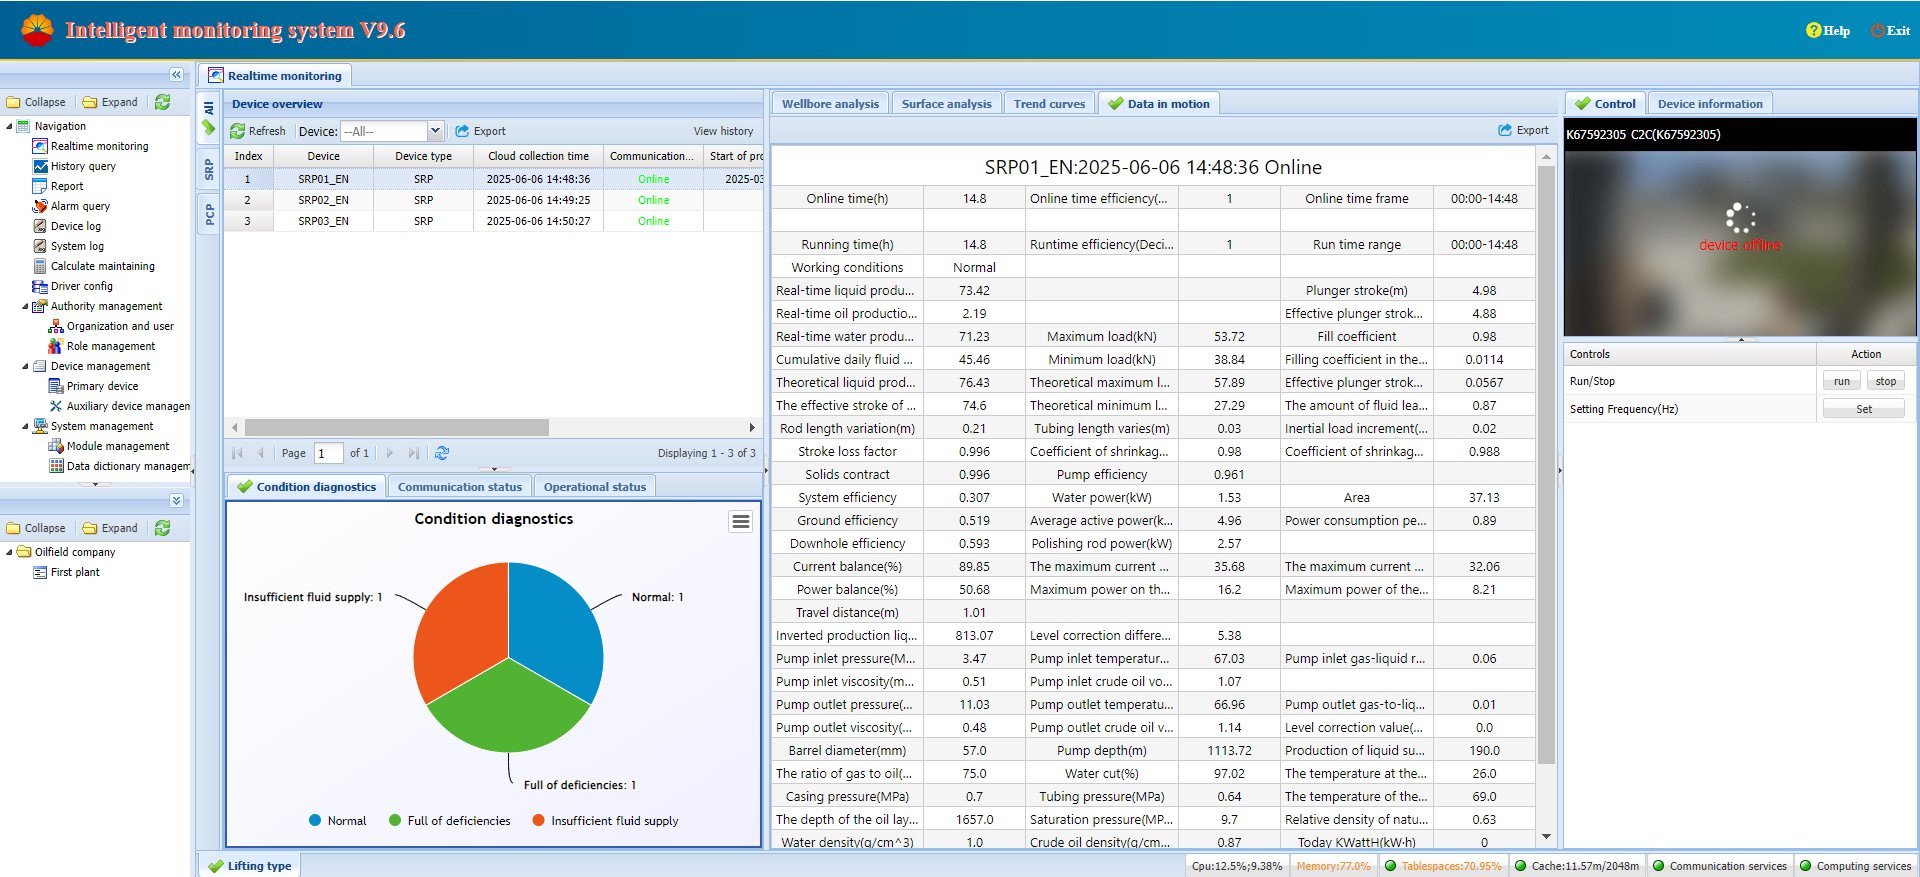 Intelligent monitoring system V9.6
Help
Exit
Collapse
Expand
Navigation
Realtime monitoring
History query
Report
Alarm query
Device log
System log
Calculate maintaining
Driver config
Authority management
Organization and user
Role management
Device management
Primary device
Auxiliary device managem
System management
Module management
Data dictionary managem
Collapse
Expand
Oilfield company
First plant
Realtime monitoring
All
SRP
PCP
Device overview
Refresh
Device: --All--
Export
View history
Index Device Device type Cloud collection time Communication... Start of pro
1 SRP01_EN SRP 2025-06-06 14:48:36 Online 2025-03
2 SRP02_EN SRP 2025-06-06 14:49:25 Online
3 SRP03_EN SRP 2025-06-06 14:50:27 Online
Page 1 of 1
Displaying 1 - 3 of 3
Condition diagnostics
Communication status
Operational status
Condition diagnostics
Insufficient fluid supply: 1
Normal: 1
Full of deficiencies: 1
Normal Full of deficiencies Insufficient fluid supply
Wellbore analysis
Surface analysis
Trend curves
Data in motion
Export
SRP01_EN:2025-06-06 14:48:36 Online
Online time(h) 14.8 Online time efficiency(... 1 Online time frame 00:00-14:48
Running time(h) 14.8 Runtime efficiency(Deci... 1 Run time range 00:00-14:48
Working conditions Normal
Real-time liquid produ... 73.42 Plunger stroke(m) 4.98
Real-time oil productio... 2.19 Effective plunger strok... 4.88
Real-time water produ... 71.23 Maximum load(kN) 53.72 Fill coefficient 0.98
Cumulative daily fluid ... 45.46 Minimum load(kN) 38.84 Filling coefficient in the... 0.0114
Theoretical liquid prod... 76.43 Theoretical maximum l... 57.89 Effective plunger strok... 0.0567
The effective stroke of ... 74.6 Theoretical minimum l... 27.29 The amount of fluid lea... 0.87
Rod length variation(m) 0.21 Tubing length varies(m) 0.03 Inertial load increment(... 0.02
Stroke loss factor 0.996 Coefficient of shrinkag... 0.98 Coefficient of shrinkag... 0.988
Solids contract 0.996 Pump efficiency 0.961
System efficiency 0.307 Water power(kW) 1.53 Area 37.13
Ground efficiency 0.519 Average active power(k... 4.96 Power consumption pe... 0.89
Downhole efficiency 0.593 Polishing rod power(kW) 2.57
Current balance(%) 89.85 The maximum current ... 35.68 The maximum current ... 32.06
Power balance(%) 50.68 Maximum power on th... 16.2 Maximum power of the... 8.21
Travel distance(m) 1.01
Inverted production liq... 813.07 Level correction differe... 5.38
Pump inlet pressure(M... 3.47 Pump inlet temperatur... 67.03 Pump inlet gas-liquid r... 0.06
Pump inlet viscosity(m... 0.51 Pump inlet crude oil vo... 1.07
Pump outlet pressure(... 11.03 Pump outlet temperatu... 66.96 Pump outlet gas-to-liq... 0.01
Pump outlet viscosity(... 0.48 Pump outlet crude oil v... 1.14 Level correction value(... 0.0
Barrel diameter(mm) 57.0 Pump depth(m) 1113.72 Production of liquid su... 190.0
The ratio of gas to oil(... 75.0 Water cut(%) 97.02 The temperature at the... 26.0
Casing pressure(MPa) 0.7 Tubing pressure(MPa) 0.64 The temperature of the... 69.0
The depth of the oil lay... 1657.0 Saturation pressure(MP... 9.7 Relative density of natu... 0.63
Water density(g/cm^3) 1.0 Crude oil density(g/cm... 0.87 Today KWattH(kW·h) 0
Control
Device information
K67592305 C2C(K67592305)
device offline
Controls Action
Run/Stop run stop
Setting Frequency(Hz) Set
Lifting type
Cpu:12.5%;9.38%
Memory:77.0%
Tablespaces:70.95%
Cache:11.57m/2048m
Communication services
Computing services